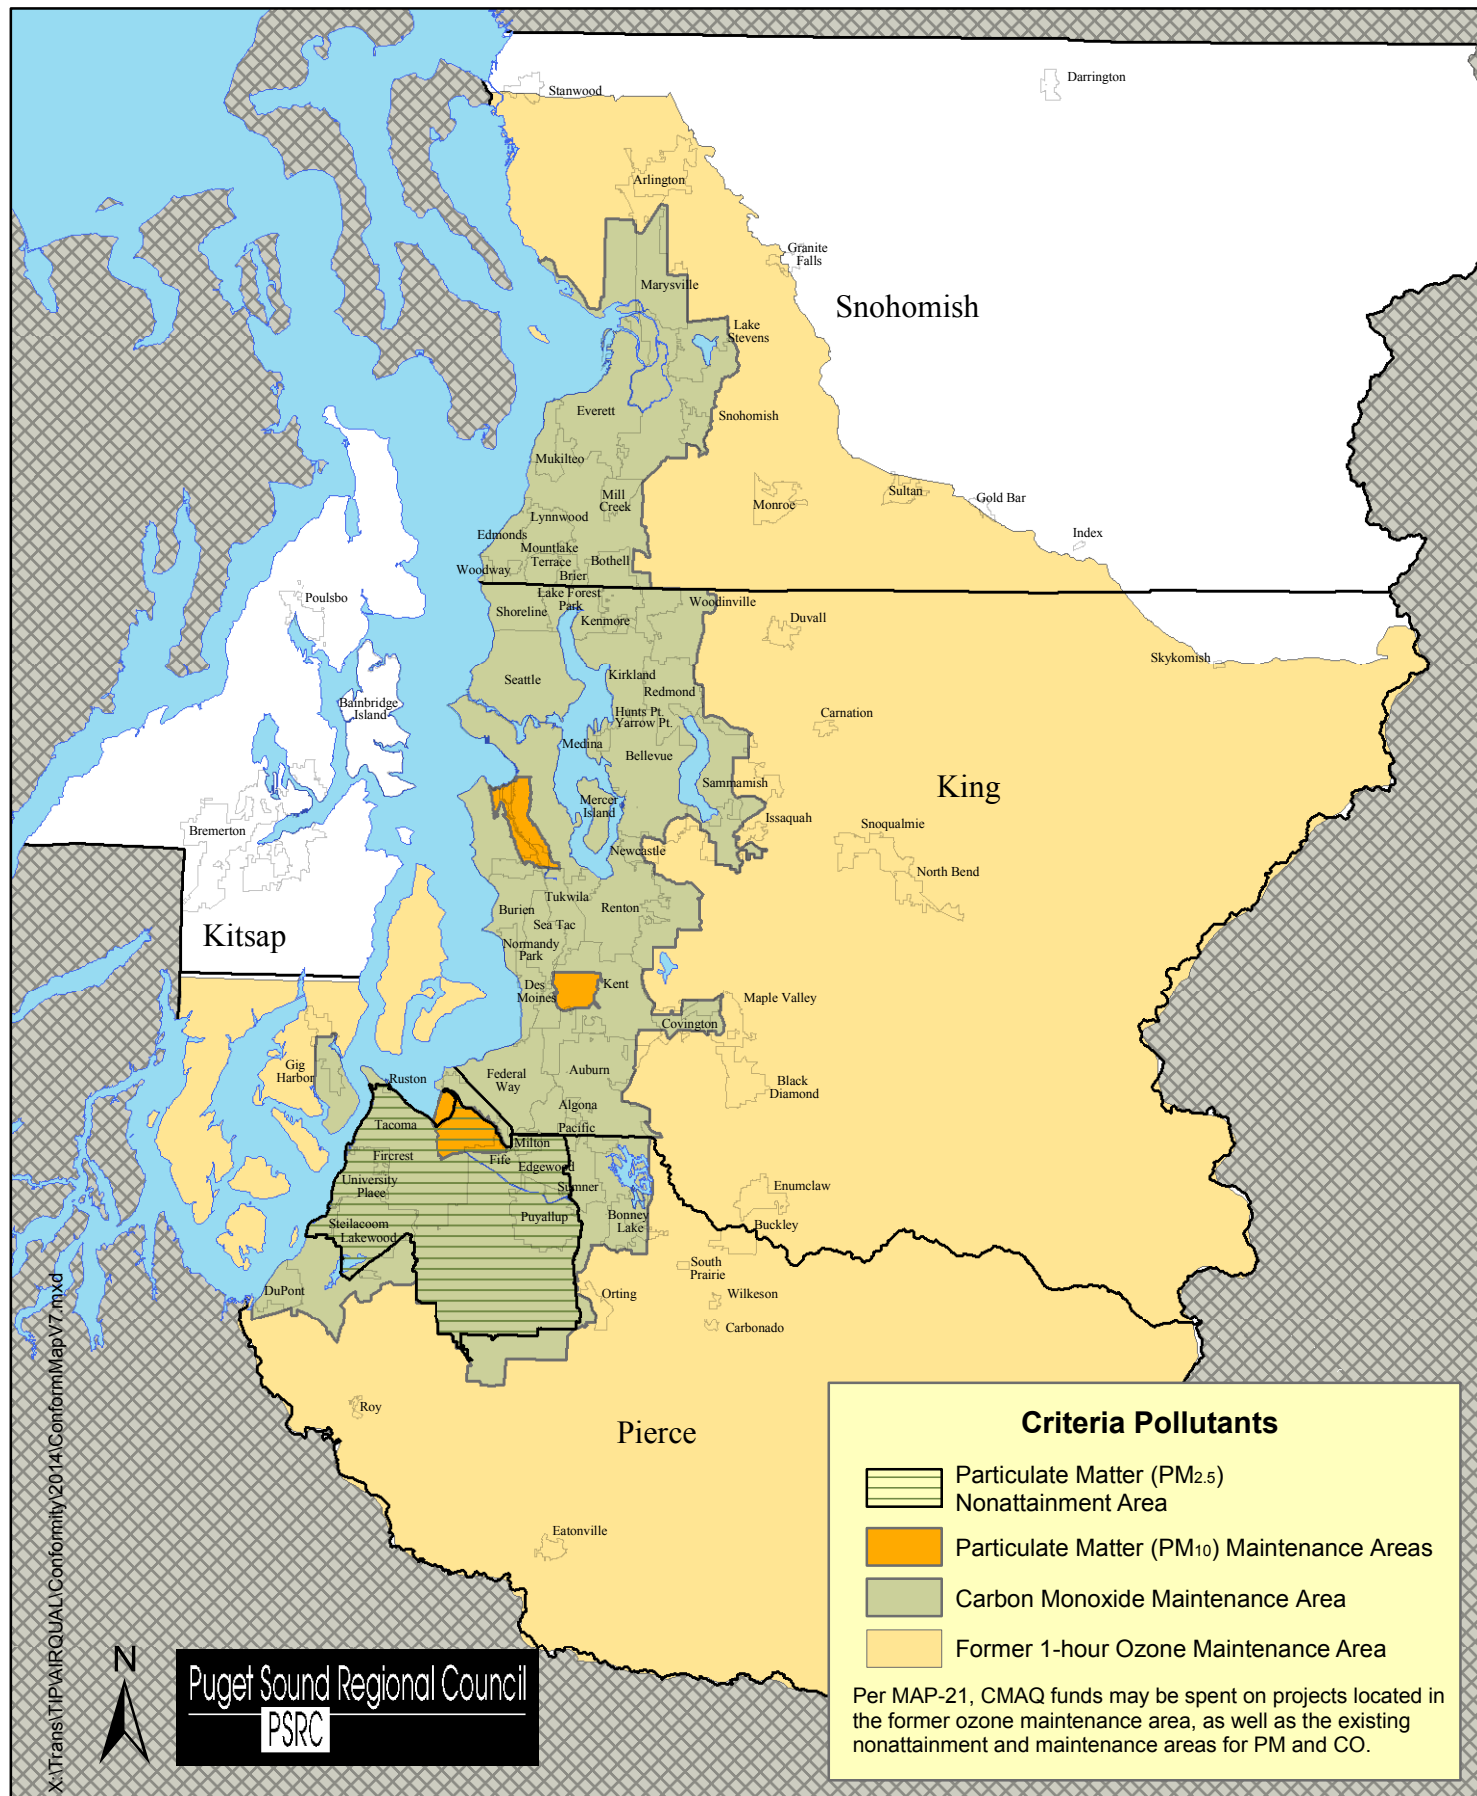 Darrington
Stanwood
Arlington
Granite
Falls
Snohomish
Marysville
Lake
Stevens
Everett
Snohomish
Mukilteo
Mill
Creek
Monroe
Sultan
Gold Bar
Index
Lynnwood
Edmonds
Mountlake
Terrace
Bothell
Woodway
Brier
Poulsbo
Lake Forest
Park
Shoreline
Kenmore
Woodinville
Duvall
Skykomish
Seattle
Kirkland
Redmond
Bainbridge
Island
Hunts Pt.
Yarrow Pt.
Carnation
Medina
Bellevue
Sammamish
King
Mercer
Island
Issaquah
Snoqualmie
Bremerton
Newcastle
North Bend
Tukwila
Burien
Renton
Sea Tac
Kitsap
Normandy
Park
Des
Moines
Kent
Maple Valley
Covington
Gig
Harbor
Ruston
Federal
Way
Auburn
Black
Diamond
Algona
Pacific
Tacoma
Milton
Fircrest
Fife
Edgewood
University
Place
Sumner
Enumclaw
Puyallup
Bonney
Lake
Buckley
Steilacoom
Lakewood
South
Prairie
DuPont
Orting
Wilkeson
Carbonado
Roy
Pierce
Eatonville
Criteria Pollutants
Particulate Matter (PM2.5)
Nonattainment Area
Particulate Matter (PM10) Maintenance Areas
Carbon Monoxide Maintenance Area
Former 1-hour Ozone Maintenance Area
Per MAP-21, CMAQ funds may be spent on projects located in
the former ozone maintenance area, as well as the existing
nonattainment and maintenance areas for PM and CO.
N
Puget Sound Regional Council
PSRC
X:\Trans\TIP\AIRQUAL\Conformity\2014\ConformMapV7.mxd